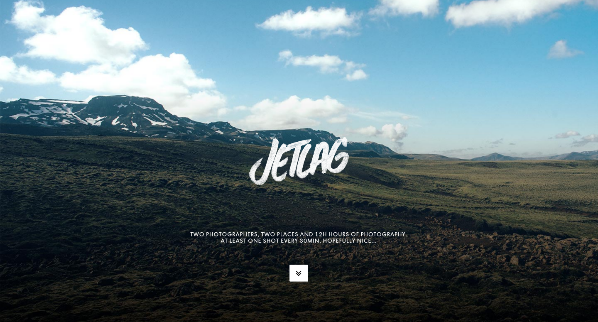 JETLAG
TWO PHOTOGRAPHERS, TWO PLACES AND 12H HOURS OF PHOTOGRAPHY
AT LEAST ONE SHOT EVERY 30MIN. HOPEFULLY NICE...